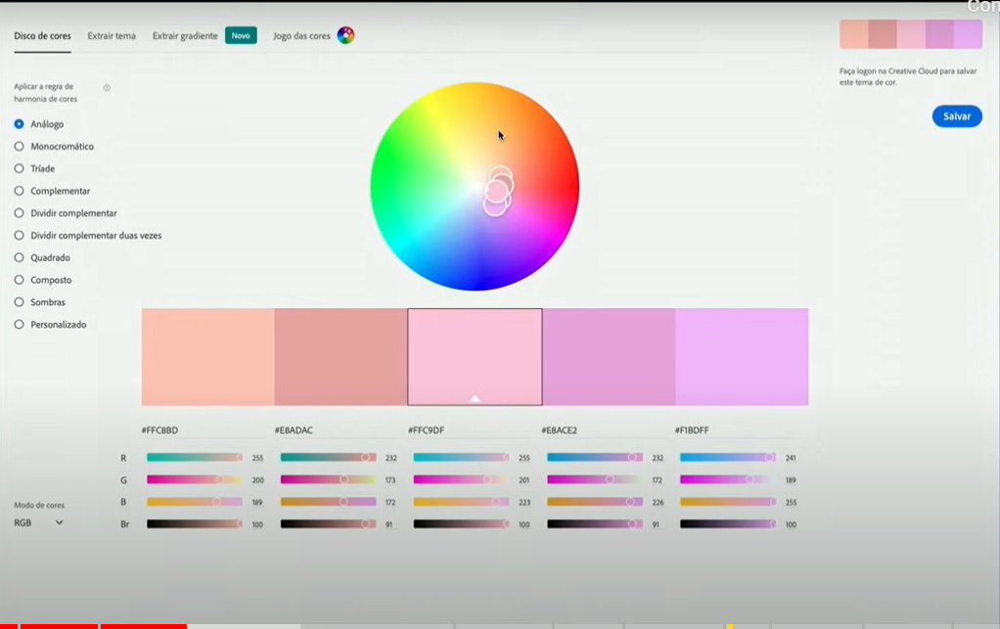 Con
Disco de cores Extrair tema Extrair gradiente Novo Jogo das cores
Faça logon na Creative Cloud para salvar
este tema de cor.
Salvar
Aplicar a regra de
harmonia de cores
Análogo
Monocromático
Tríade
Complementar
Dividir complementar
Dividir complementar duas vezes
Quadrado
Composto
Sombras
Personalizado
#FFC8BD #E8ADAC #FFC9DF #E8ACE2 #F1BDFF
R 255 232 255 232 241
G 200 173 201 172 189
B 189 172 223 226 255
Br 100 91 100 91 100
Modo de cores
RGB